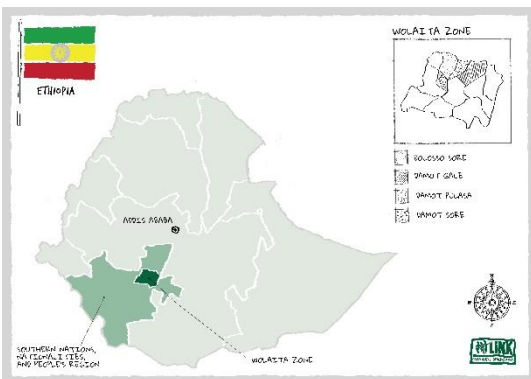 ETHIOPIA
WOLAITA ZONE
BOLOSSO SORE
DAMOT GALE
DAMOT PULASA
DAMOT SORE
ADDIS ABABA
SOUTHERN NATIONS,
NATIONALITIES,
AND PEOPLE'S REGION
WOLAITA ZONE
LINK